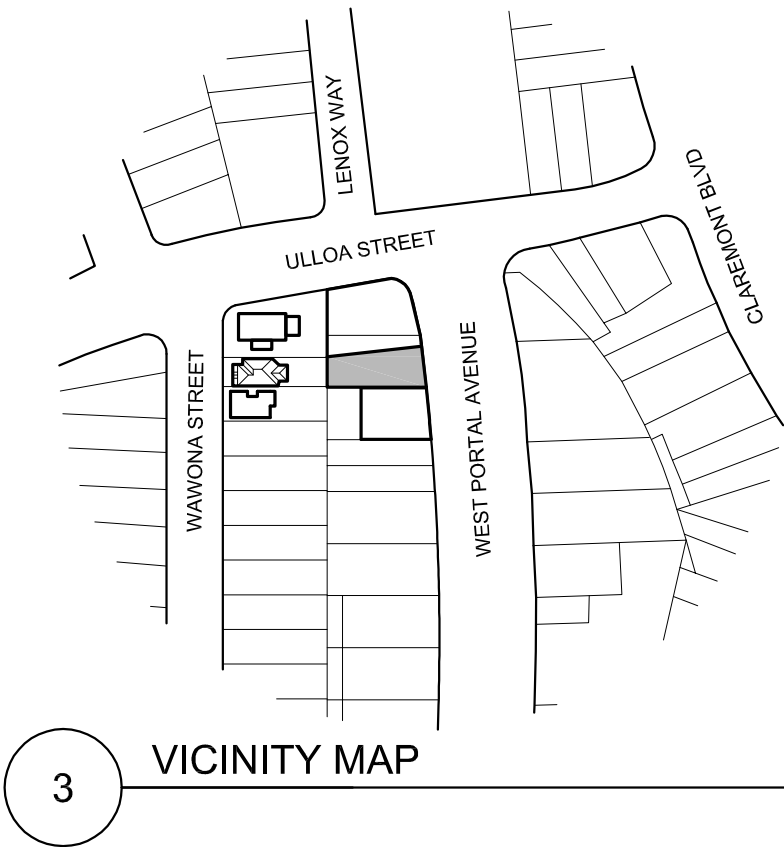 LENOX WAY
CLAREMONT BLVD
ULLOA STREET
WAWONA STREET
WEST PORTAL AVENUE
3
VICINITY MAP